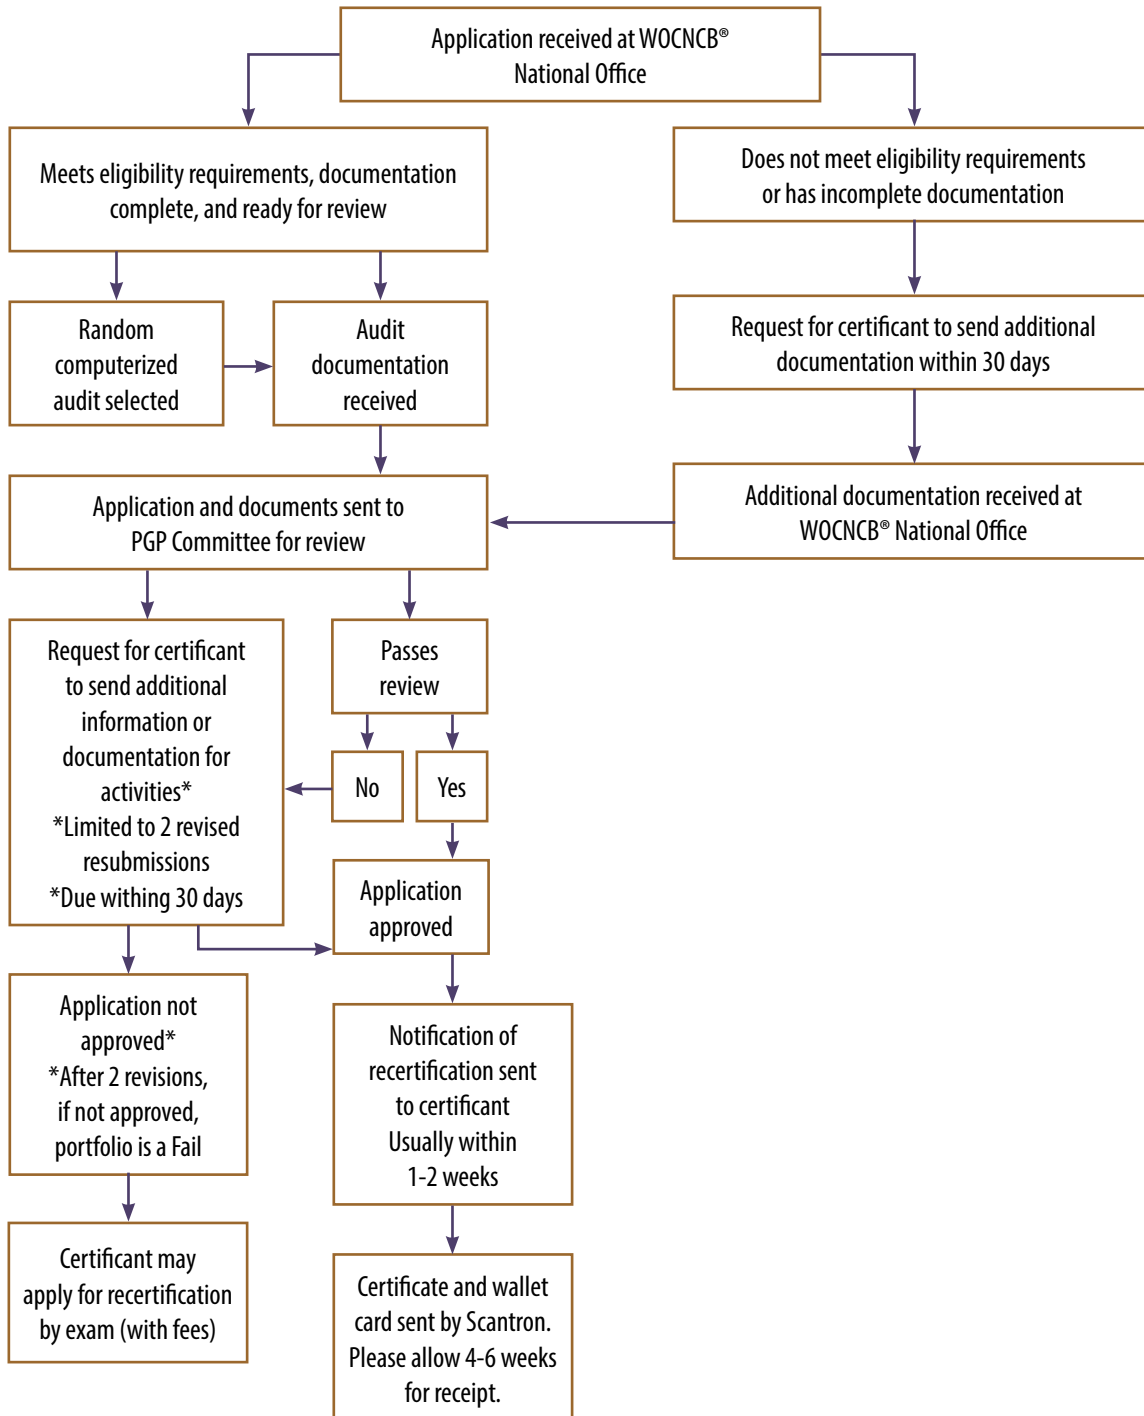 Application received at WOCNCB®
National Office
Meets eligibility requirements, documentation
complete, and ready for review
Does not meet eligibility requirements
or has incomplete documentation
Random
computerized
audit selected
Audit
documentation
received
Request for certificant to send additional
documentation within 30 days
Application and documents sent to
PGP Committee for review
Additional documentation received at
WOCNCB® National Office
Request for certificant
to send additional
information or
documentation for
activities*
*Limited to 2 revised
resubmissions
*Due withing 30 days
Passes
review
No
Yes
Application
approved
Application not
approved*
*After 2 revisions,
if not approved,
portfolio is a Fail
Notification of
recertification sent
to certificant
Usually within
1-2 weeks
Certificant may
apply for recertification
by exam (with fees)
Certificate and wallet
card sent by Scantron.
Please allow 4-6 weeks
for receipt.